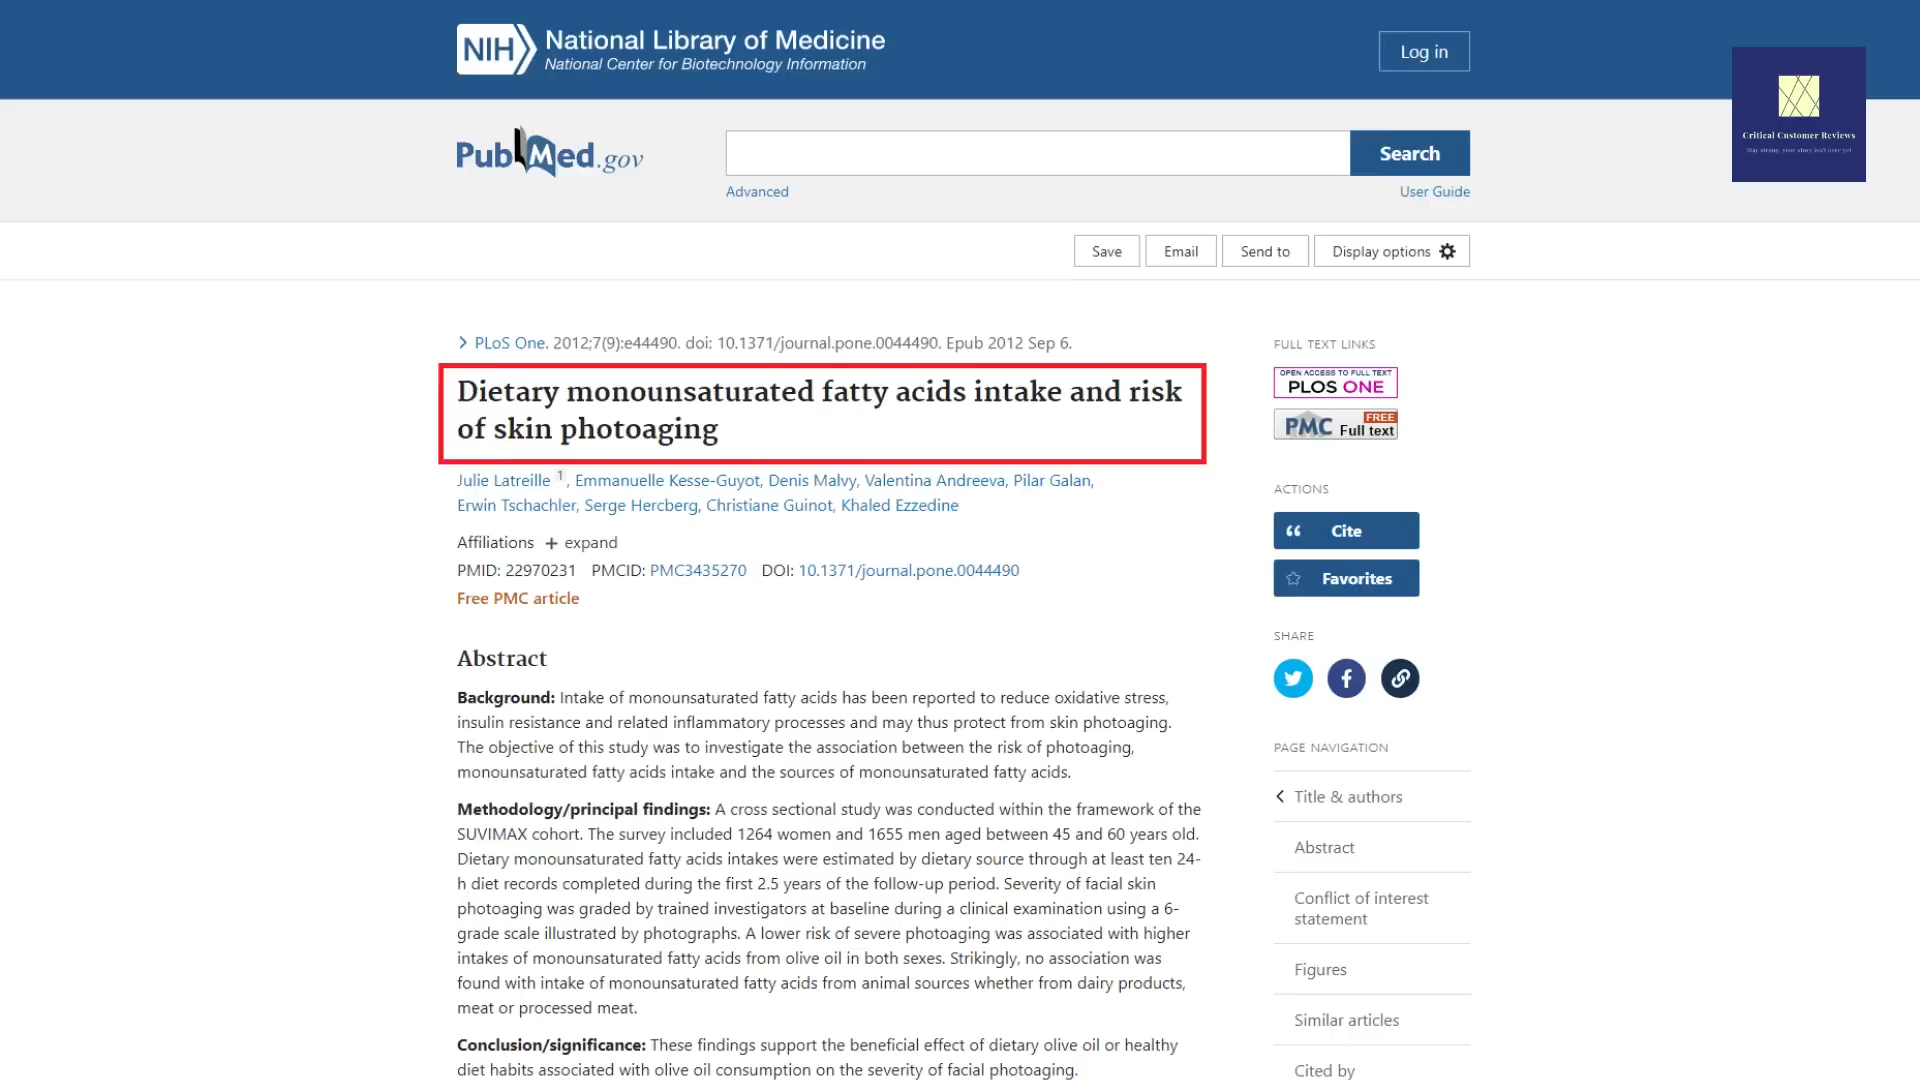 NIH
National Library of Medicine
National Center for Biotechnology Information
Log in
Critical Customer Reviews
Stay strong, your story isn't over yet
PubMed.gov
Search
Advanced
User Guide
Save
Email
Send to
Display options
PLoS One. 2012;7(9):e44490. doi: 10.1371/journal.pone.0044490. Epub 2012 Sep 6.
Dietary monounsaturated fatty acids intake and risk
of skin photoaging
Julie Latreille 1, Emmanuelle Kesse-Guyot, Denis Malvy, Valentina Andreeva, Pilar Galan,
Erwin Tschachler, Serge Hercberg, Christiane Guinot, Khaled Ezzedine
Affiliations + expand
PMID: 22970231 PMCID: PMC3435270 DOI: 10.1371/journal.pone.0044490
Free PMC article
Abstract
Background: Intake of monounsaturated fatty acids has been reported to reduce oxidative stress,
insulin resistance and related inflammatory processes and may thus protect from skin photoaging.
The objective of this study was to investigate the association between the risk of photoaging,
monounsaturated fatty acids intake and the sources of monounsaturated fatty acids.
Methodology/principal findings: A cross sectional study was conducted within the framework of the
SUVIMAX cohort. The survey included 1264 women and 1655 men aged between 45 and 60 years old.
Dietary monounsaturated fatty acids intakes were estimated by dietary source through at least ten 24-
h diet records completed during the first 2.5 years of the follow-up period. Severity of facial skin
photoaging was graded by trained investigators at baseline during a clinical examination using a 6-
grade scale illustrated by photographs. A lower risk of severe photoaging was associated with higher
intakes of monounsaturated fatty acids from olive oil in both sexes. Strikingly, no association was
found with intake of monounsaturated fatty acids from animal sources whether from dairy products,
meat or processed meat.
Conclusion/significance: These findings support the beneficial effect of dietary olive oil or healthy
diet habits associated with olive oil consumption on the severity of facial photoaging.
FULL TEXT LINKS
OPEN ACCESS TO FULL TEXT
PLOS ONE
PMC FREE
Full text
ACTIONS
Cite
Favorites
SHARE
PAGE NAVIGATION
Title & authors
Abstract
Conflict of interest
statement
Figures
Similar articles
Cited by